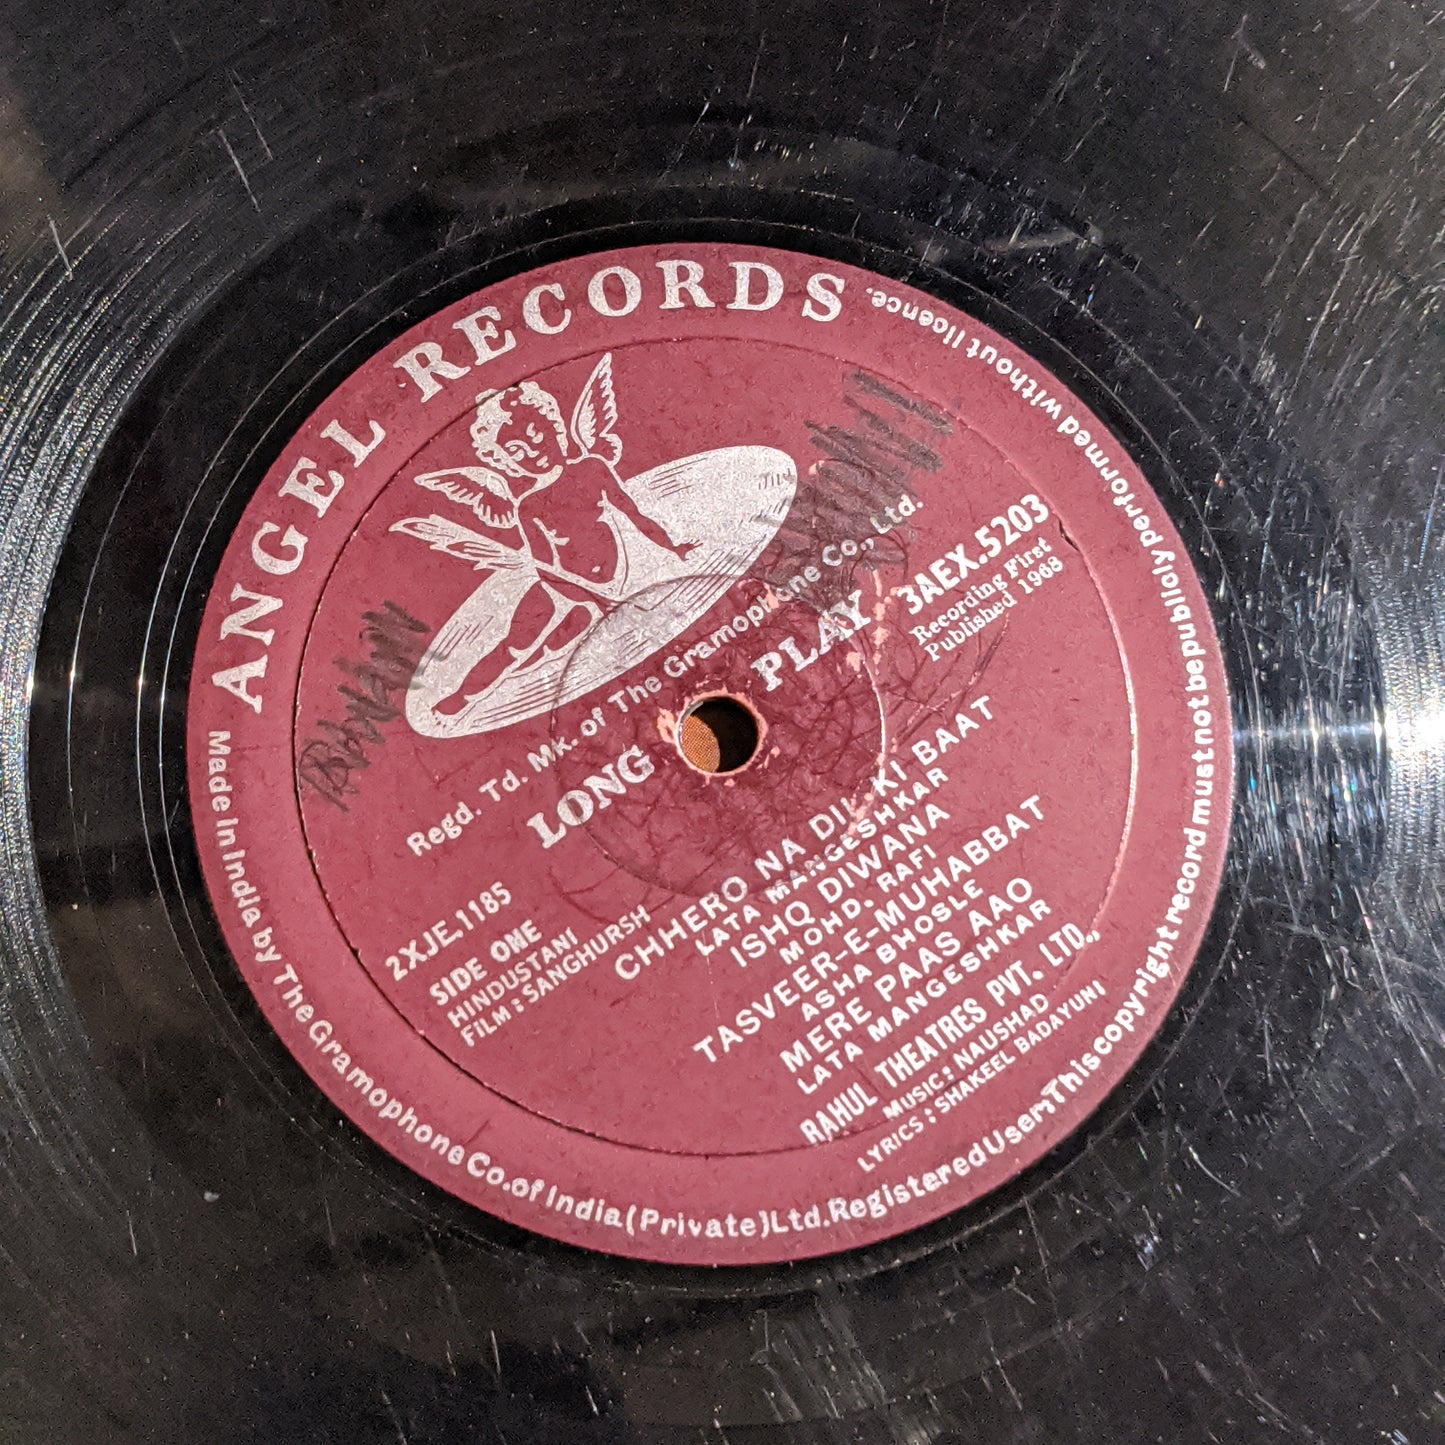 ANGEL RECORDS
Regd. Td. Mk. of The Gramophone Co., Ltd.
LONG PLAY
3AEX.5203
Recording First
Published 1968
2XJE.1185
SIDE ONE
HINDUSTANI
FILM : SANGHURSH
CHHERO NA DIL KI BAAT
LATA MANGESHKAR
ISHQ DIWANA
MOHD. RAFI
TASVEER-E-MUHABBAT
ASHA BHOSLE
MERE PAAS AAO
LATA MANGESHKAR
RAHUL THEATRES PVT. LTD.,
MUSIC: NAUSHAD
LYRICS : SHAKEEL BADAYUNI
Made in India by The Gramophone Co. of India (Private) Ltd. Registered User. This copyright record must not be publicly performed without licence.